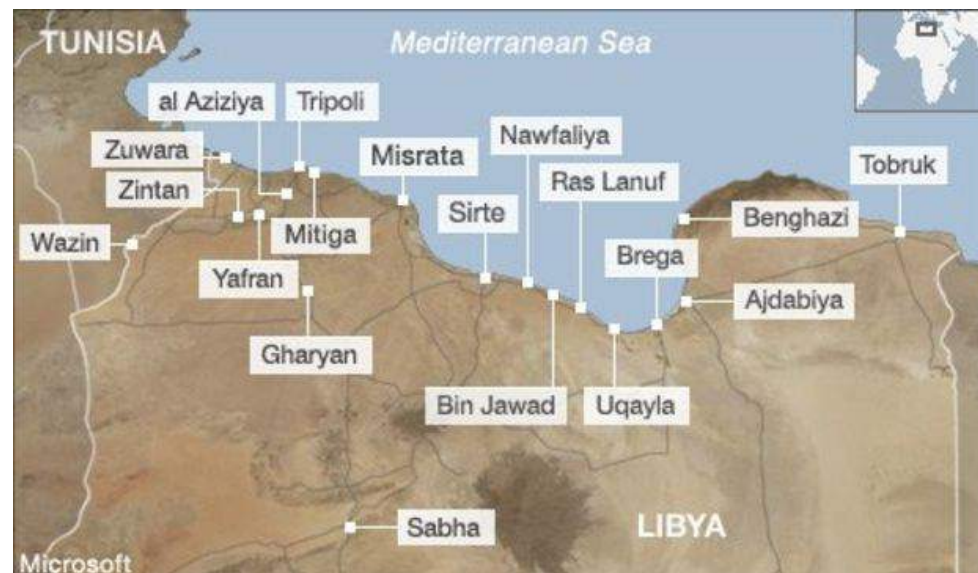 TUNISIA
Mediterranean Sea
al Aziziya
Tripoli
Zuwara
Misrata
Nawfaliya
Tobruk
Zintan
Ras Lanuf
Sirte
Benghazi
Wazin
Mitiga
Brega
Yafran
Ajdabiya
Gharyan
Bin Jawad
Uqayla
Sabha
LIBYA
Microsoft